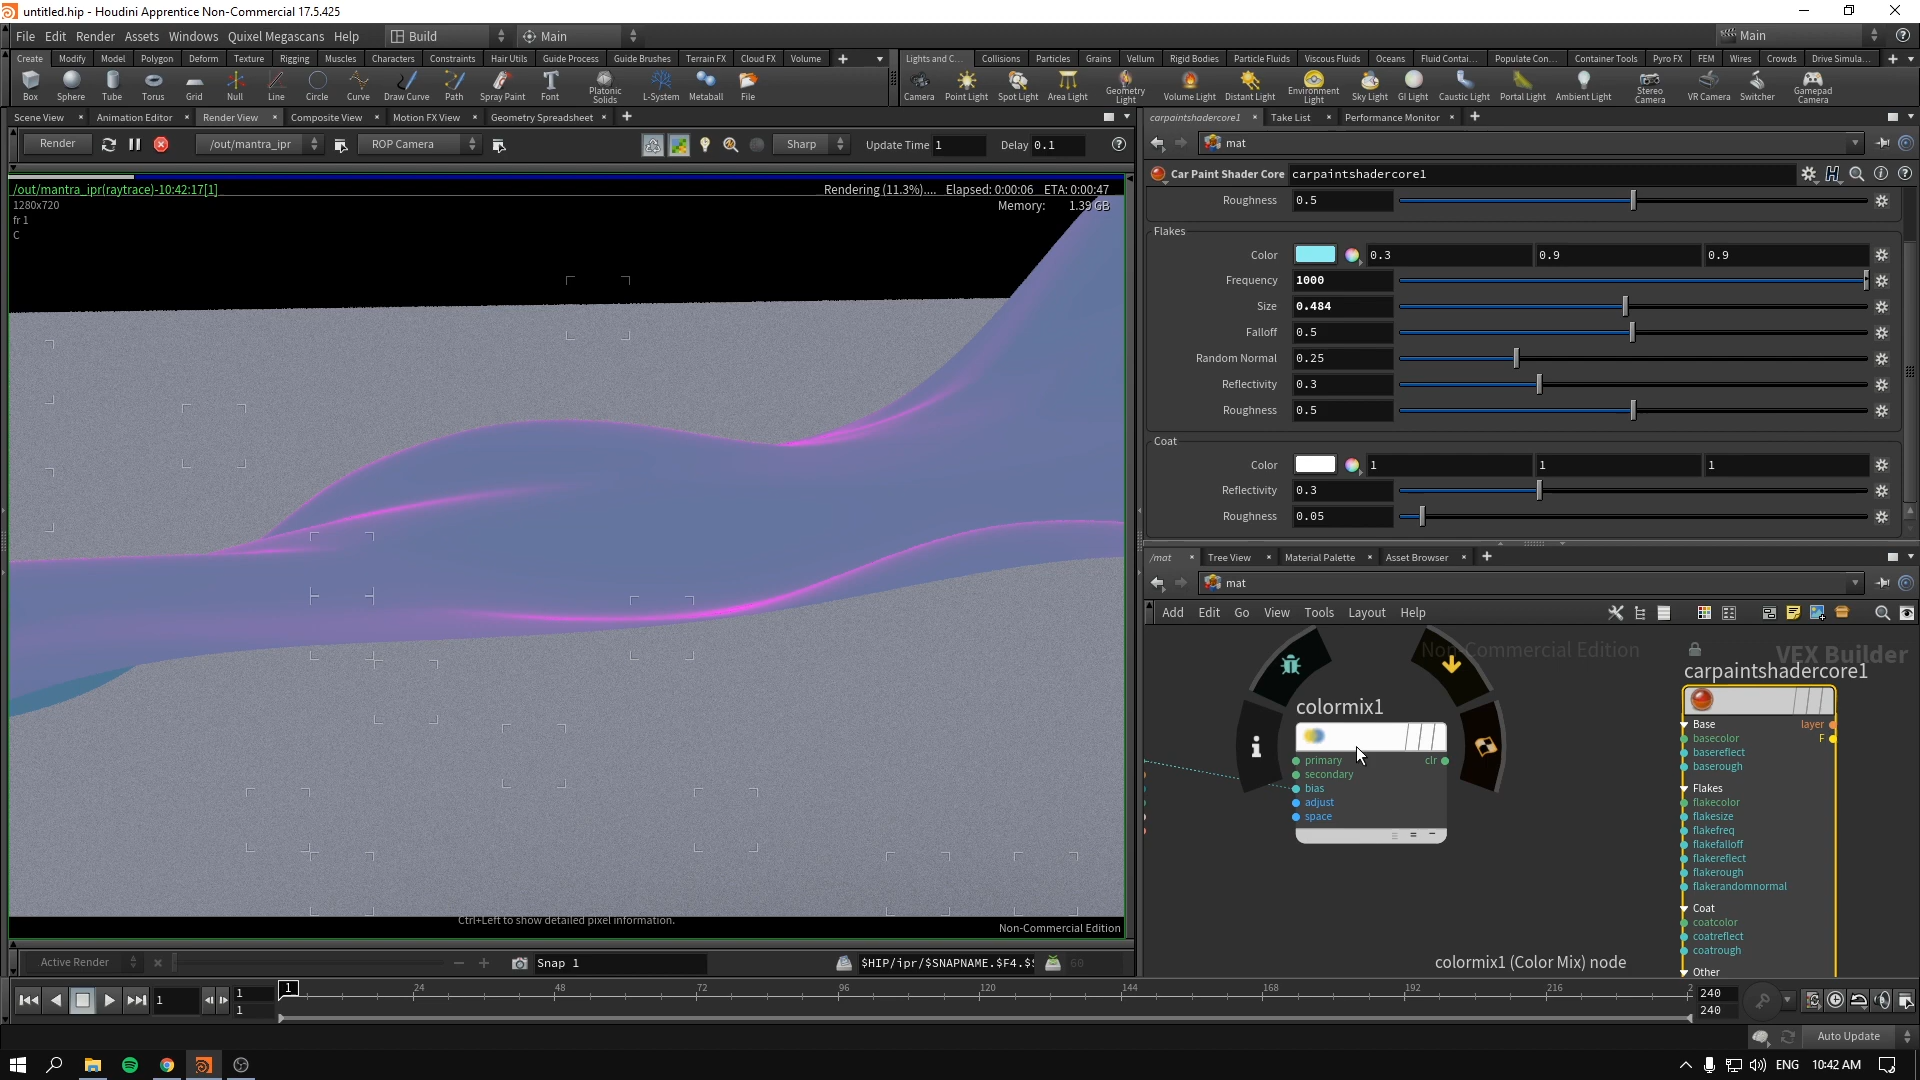 untitled.hip - Houdini Apprentice Non-Commercial 17.5.425
File Edit Render Assets Windows Quixel Megascans Help Build Main Main
Create Modify Model Polygon Deform Texture Rigging Muscles Characters Constraints Hair Utils Guide Process Guide Brushes Terrain FX Cloud FX Volume
Box Sphere Tube Torus Grid Null Line Circle Curve Draw Curve Path Spray Paint Font Platonic Solids L-System Metaball File
Lights and C... Collisions Particles Grains Vellum Rigid Bodies Particle Fluids Viscous Fluids Oceans Fluid Contai... Populate Con... Container Tools Pyro FX FEM Wires Crowds Drive Simula...
Camera Point Light Spot Light Area Light Geometry Light Volume Light Distant Light Environment Light Sky Light GI Light Caustic Light Portal Light Ambient Light Stereo Camera VR Camera Switcher Gamepad Camera
Scene View Animation Editor Render View Composite View Motion FX View Geometry Spreadsheet
Render /out/mantra_ipr ROP Camera Sharp Update Time 1 Delay 0.1
/out/mantra_ipr(raytrace)-10:42:17[1] Rendering (11.3%).... Elapsed: 0:00:06 ETA: 0:00:47
1280x720 Memory: 1.39 GB
fr 1
C
Ctrl+Left to show detailed pixel information.
Non-Commercial Edition
Active Render Snap 1 $HIP/ipr/$SNAPNAME.$F4.$S 60
carpaintshadercore1 Take List Performance Monitor
mat
Car Paint Shader Core carpaintshadercore1
Roughness 0.5
Flakes
Color 0.3 0.9 0.9
Frequency 1000
Size 0.484
Falloff 0.5
Random Normal 0.25
Reflectivity 0.3
Roughness 0.5
Coat
Color 1 1 1
Reflectivity 0.3
Roughness 0.05
/mat Tree View Material Palette Asset Browser
mat
Add Edit Go View Tools Layout Help
Non-Commercial Edition
VEX Builder
colormix1
primary clr
secondary
bias
adjust
space
carpaintshadercore1
Base layer
basecolor F
basereflect
baserough
Flakes
flakecolor
flakesize
flakefreq
flakefalloff
flakereflect
flakerough
flakerandomnormal
Coat
coatcolor
coatreflect
coatrough
Other
colormix1 (Color Mix) node
1 1 1 1 24 48 72 96 120 144 168 192 216 2 240 240
Auto Update
ENG 10:42 AM